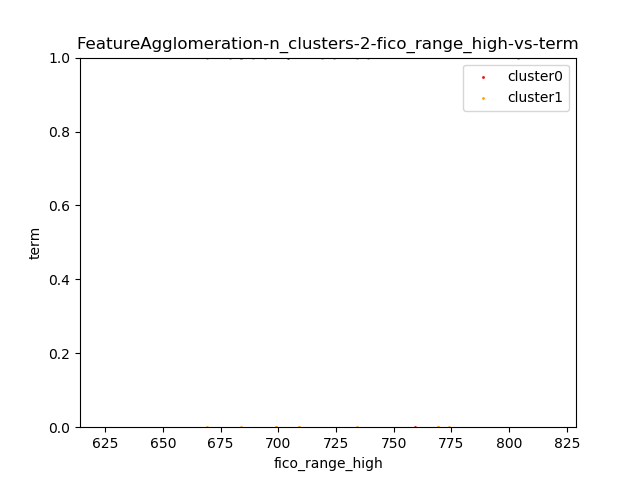 FeatureAgglomeration-n_clusters-2-fico_range_high-vs-term
cluster0
cluster1
1.0
0.8
0.6
0.4
0.2
0.0
term
625 650 675 700 725 750 775 800 825
fico_range_high